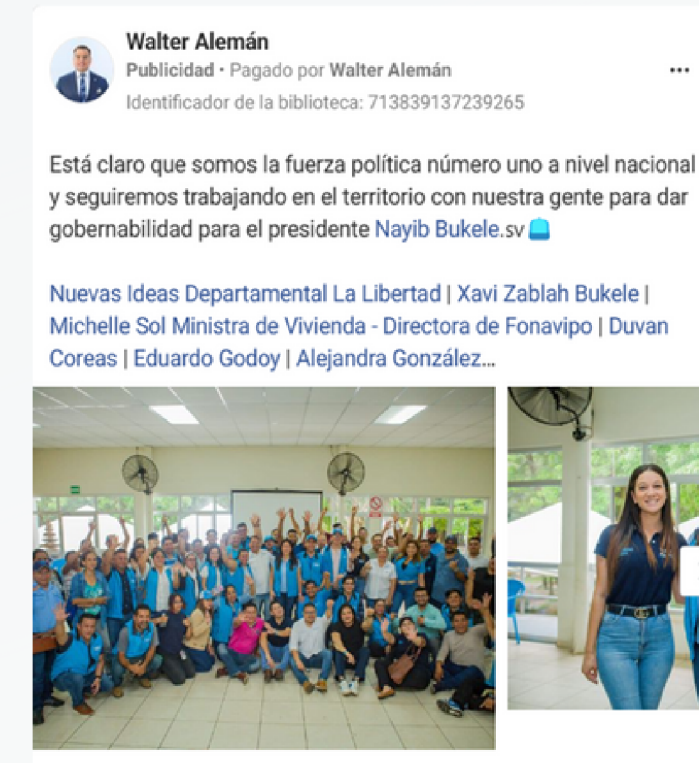 Walter Alemán
Publicidad • Pagado por Walter Alemán
Identificador de la biblioteca: 713839137239265
Está claro que somos la fuerza política número uno a nivel nacional
y seguiremos trabajando en el territorio con nuestra gente para dar
gobernabilidad para el presidente Nayib Bukele.sv
Nuevas Ideas Departamental La Libertad | Xavi Zablah Bukele |
Michelle Sol Ministra de Vivienda - Directora de Fonavipo | Duvan
Coreas | Eduardo Godoy | Alejandra González...